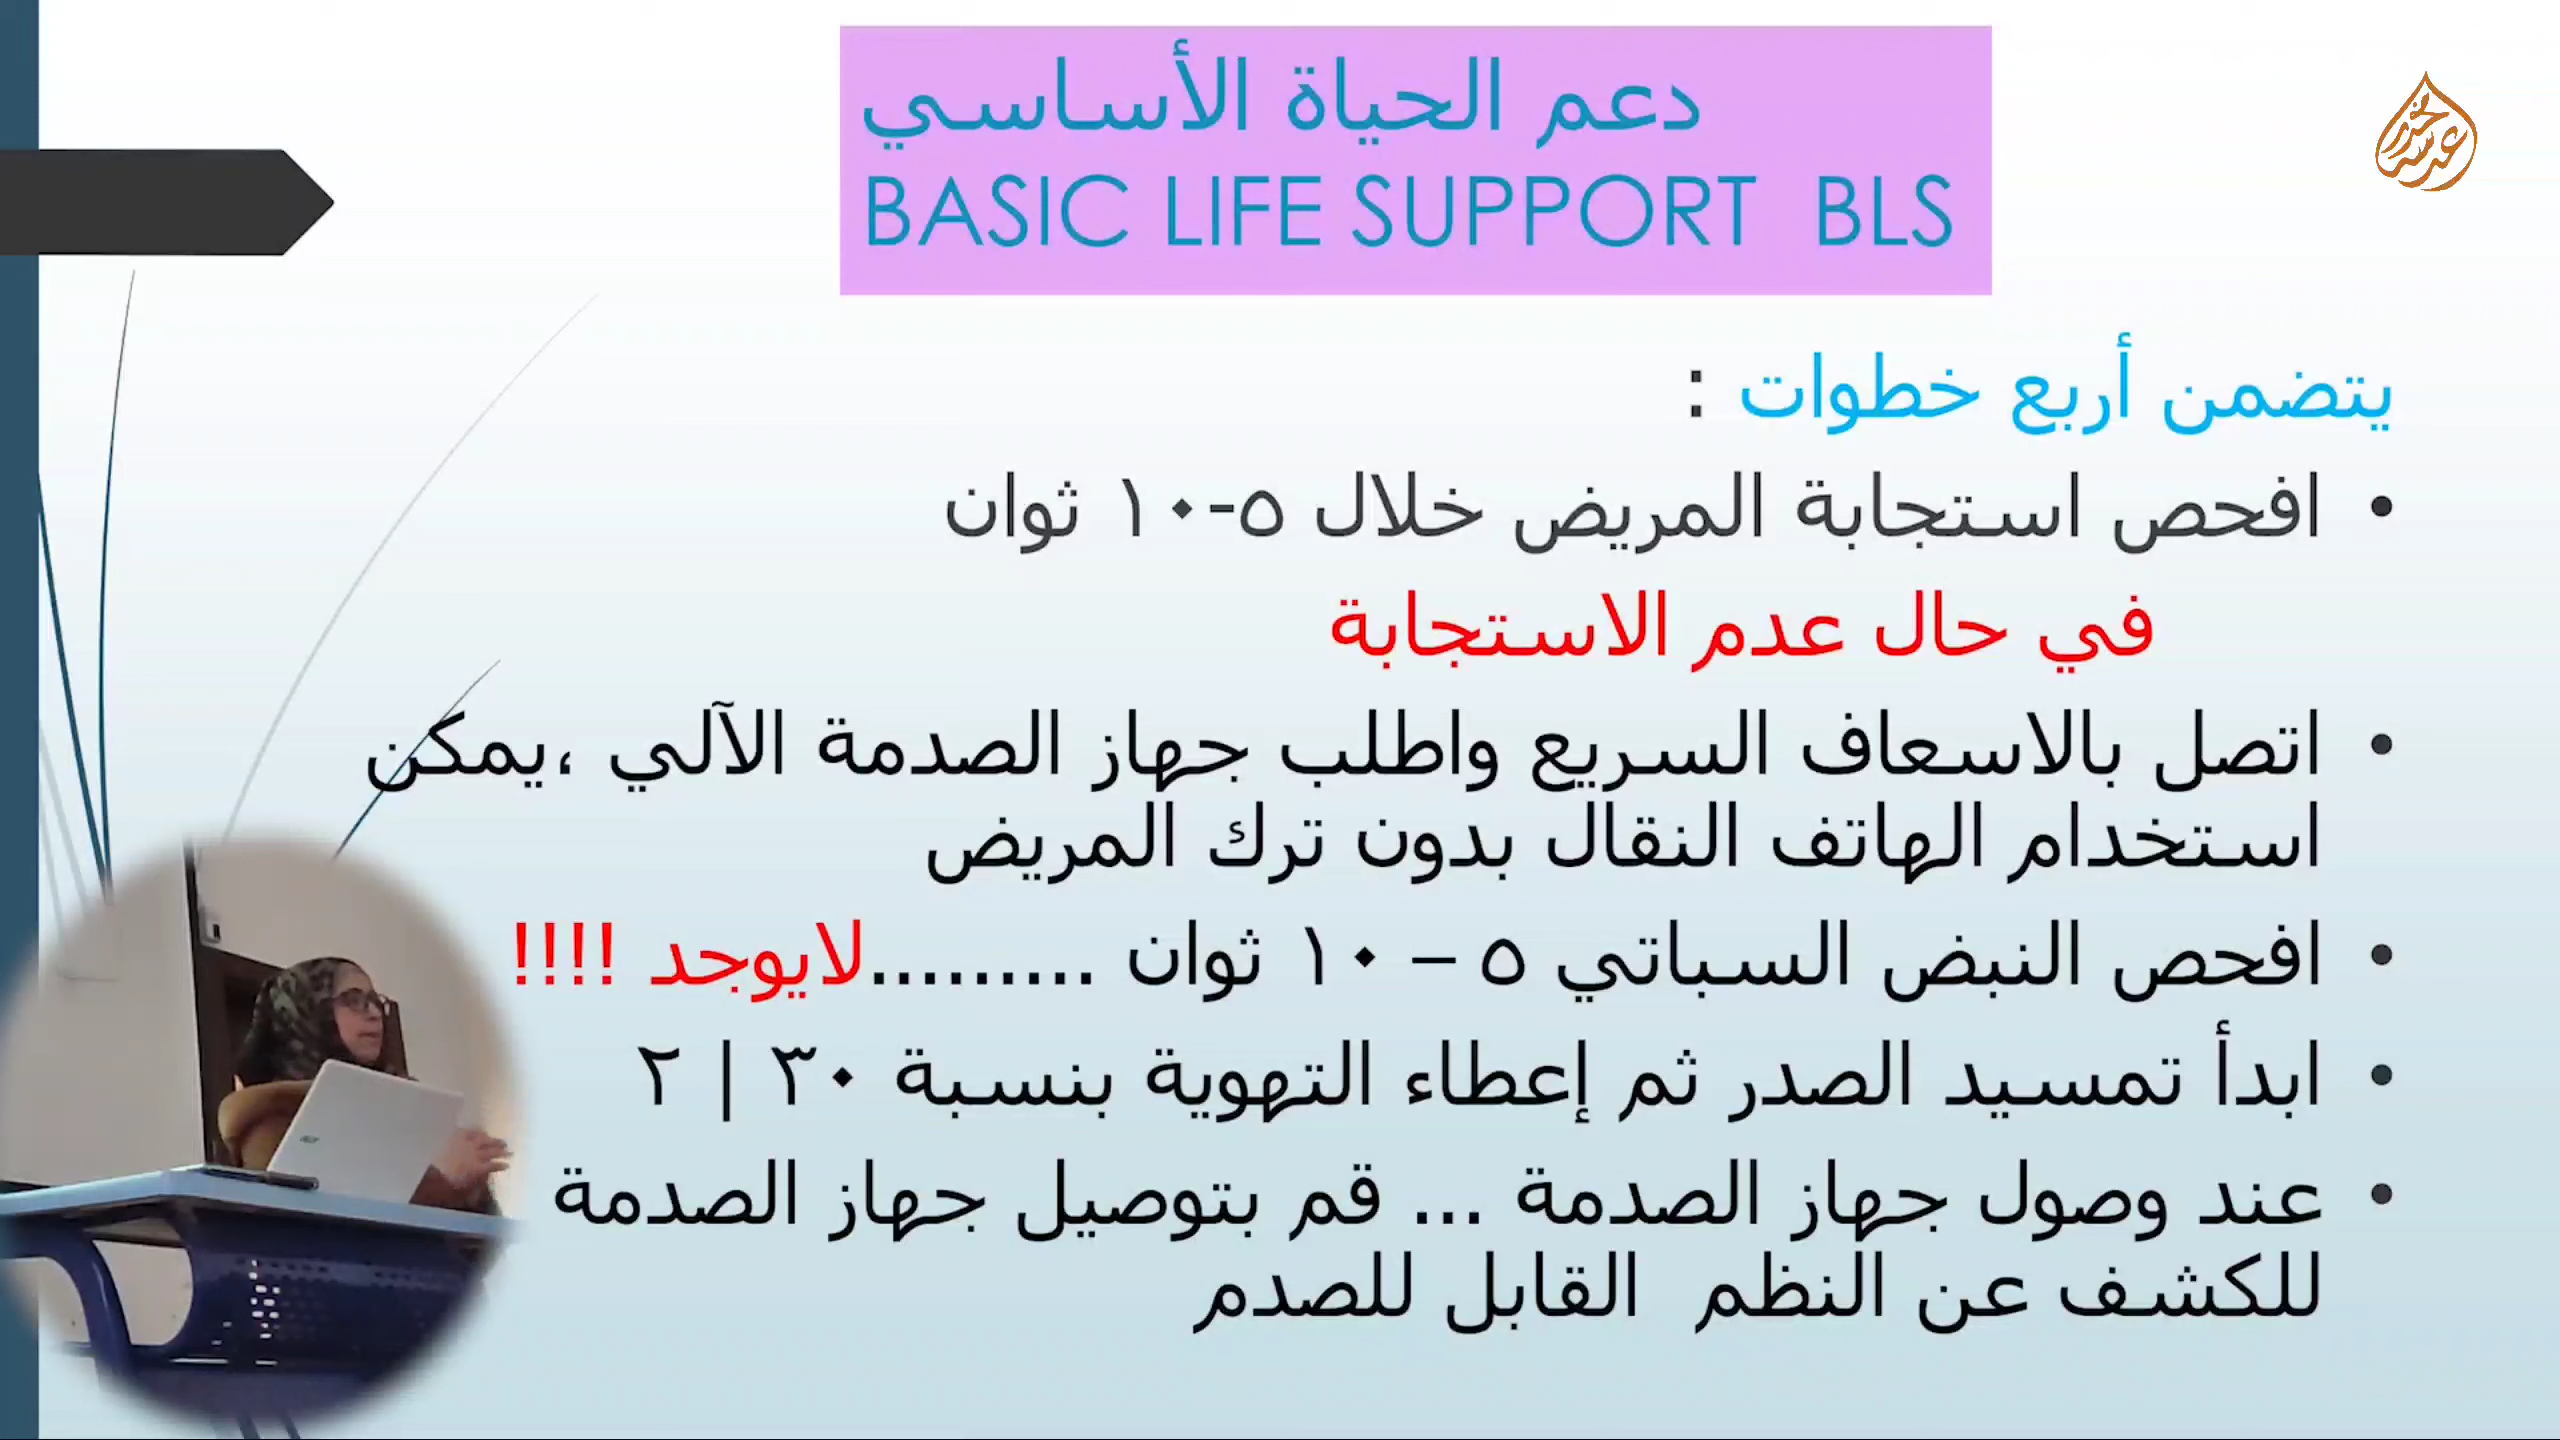 دعم الحياة الأساسي
BASIC LIFE SUPPORT  BLS
يتضمن أربع خطوات :
• افحص استجابة المريض خلال ٥-١٠ ثوان
في حال عدم الاستجابة
• اتصل بالاسعاف السريع واطلب جهاز الصدمة الآلي ،يمكن
استخدام الهاتف النقال بدون ترك المريض
• افحص النبض السباتي ٥ – ١٠ ثوان .........لايوجد !!!!
• ابدأ تمسيد الصدر ثم إعطاء التهوية بنسبة ٣٠ | ٢
• عند وصول جهاز الصدمة ... قم بتوصيل جهاز الصدمة
للكشف عن النظم  القابل للصدم